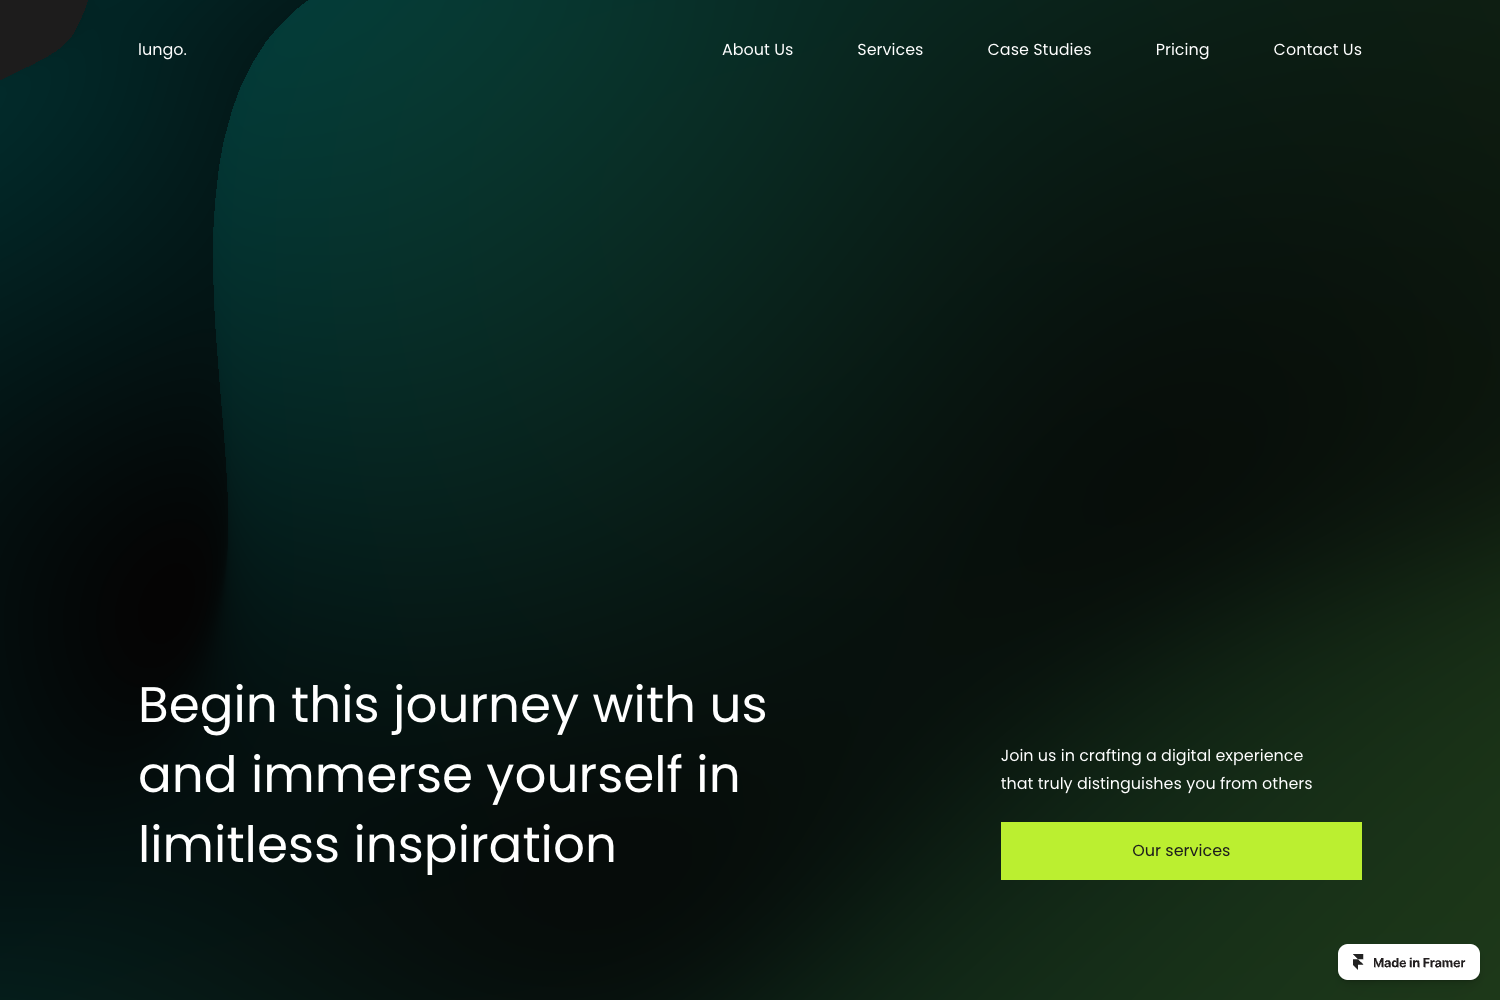 lungo.
About Us
Services
Case Studies
Pricing
Contact Us
Begin this journey with us
and immerse yourself in
limitless inspiration
Join us in crafting a digital experience
that truly distinguishes you from others
Our services
Made in Framer